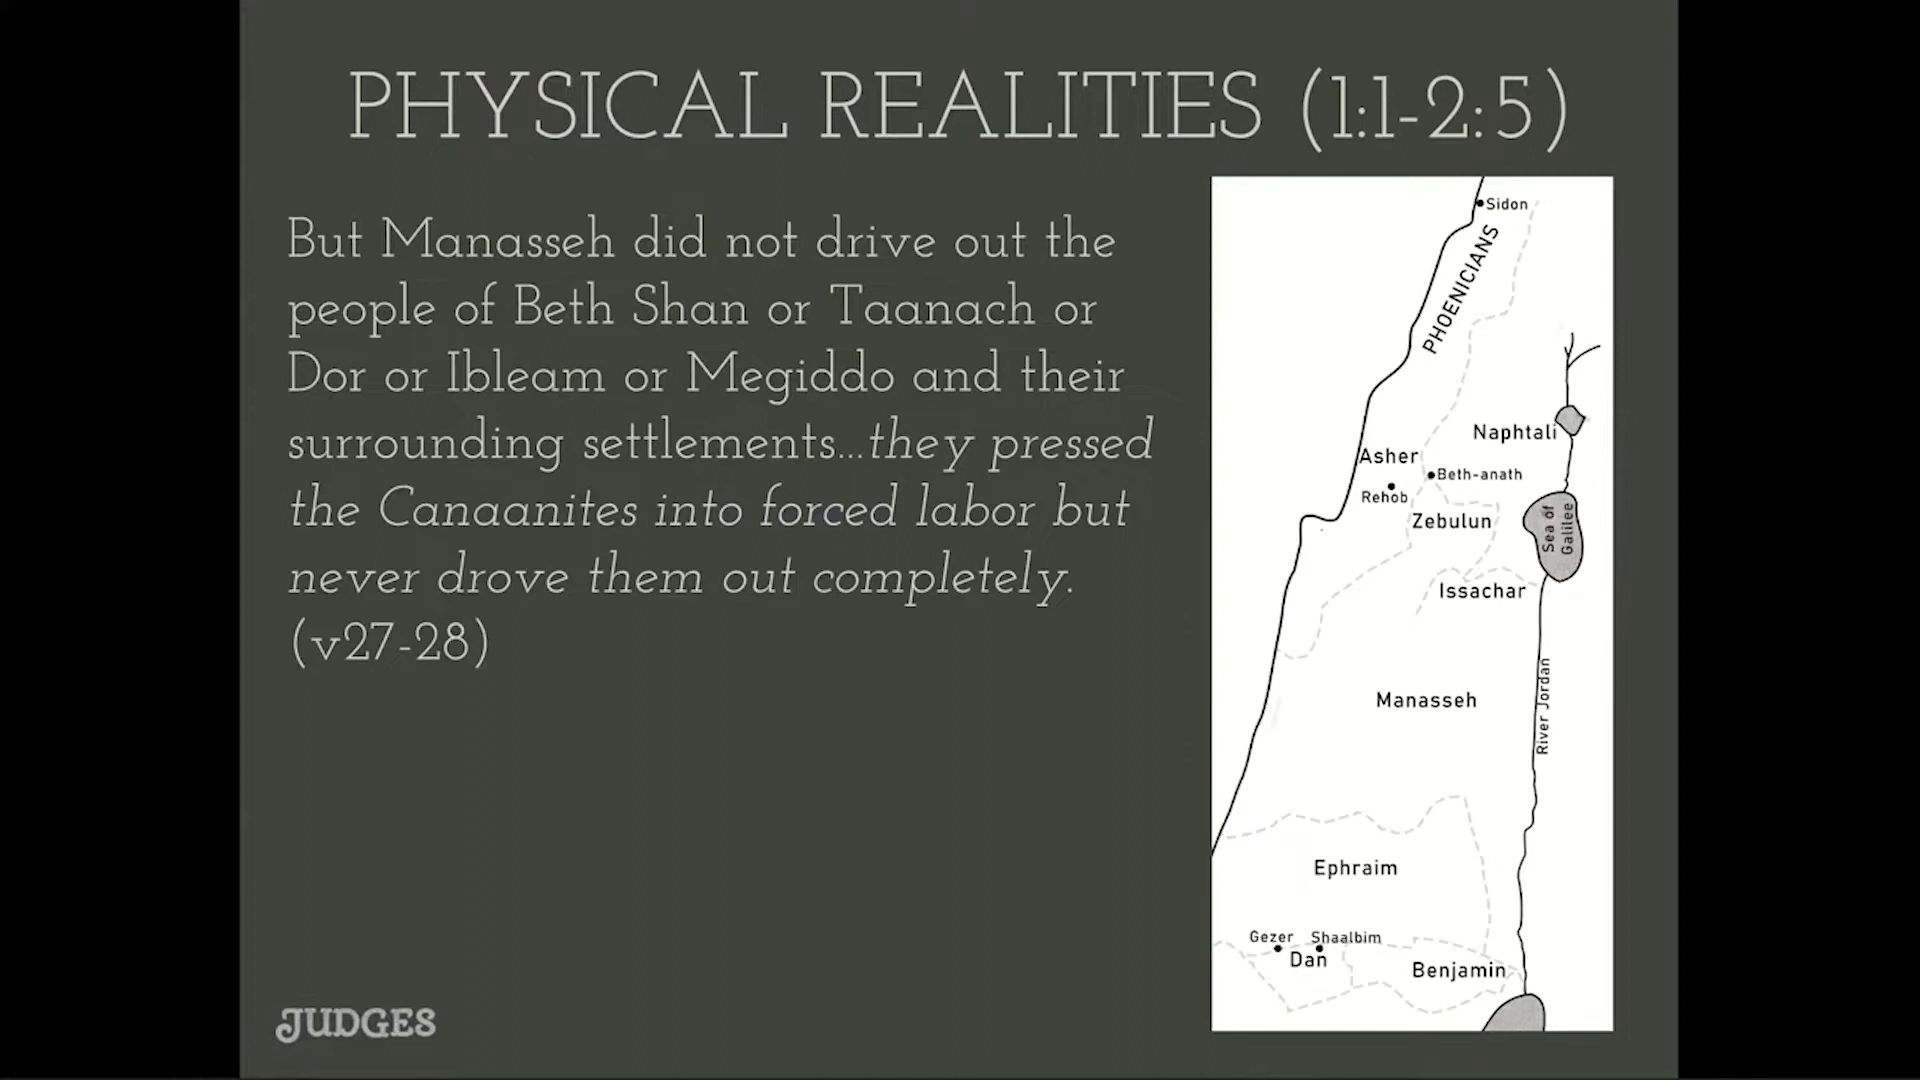 PHYSICAL REALITIES (1:1-2:5)
But Manasseh did not drive out the
people of Beth Shan or Taanach or
Dor or Ibleam or Megiddo and their
surrounding settlements...they pressed
the Canaanites into forced labor but
never drove them out completely.
(v27-28)
JUDGES
Sidon
PHOENICIANS
Naphtali
Asher
Beth-anath
Rehob
Zebulun
Sea of
Galilee
Issachar
Manasseh
River Jordan
Ephraim
Gezer Shaalbim
Dan
Benjamin